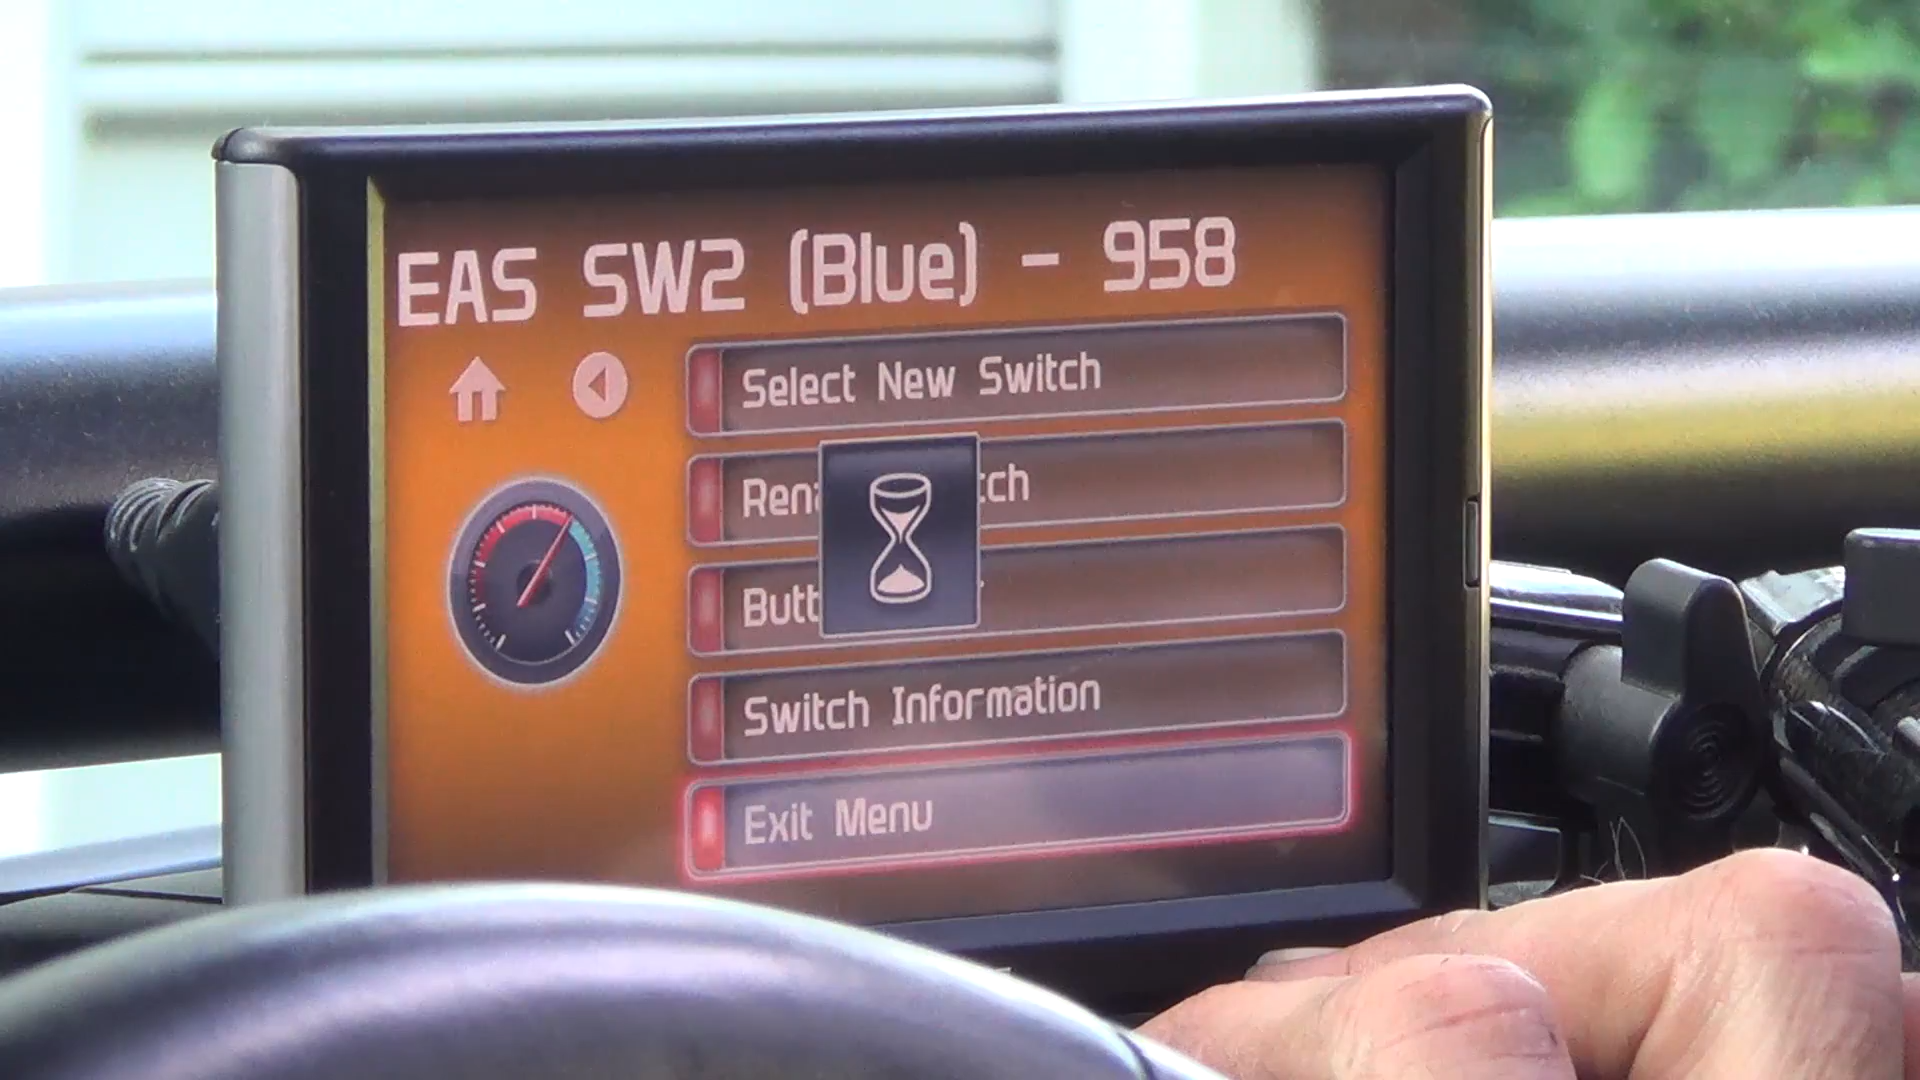 EAS SW2 (Blue) - 958
Select New Switch
Ren tch
Butt
Switch Information
Exit Menu